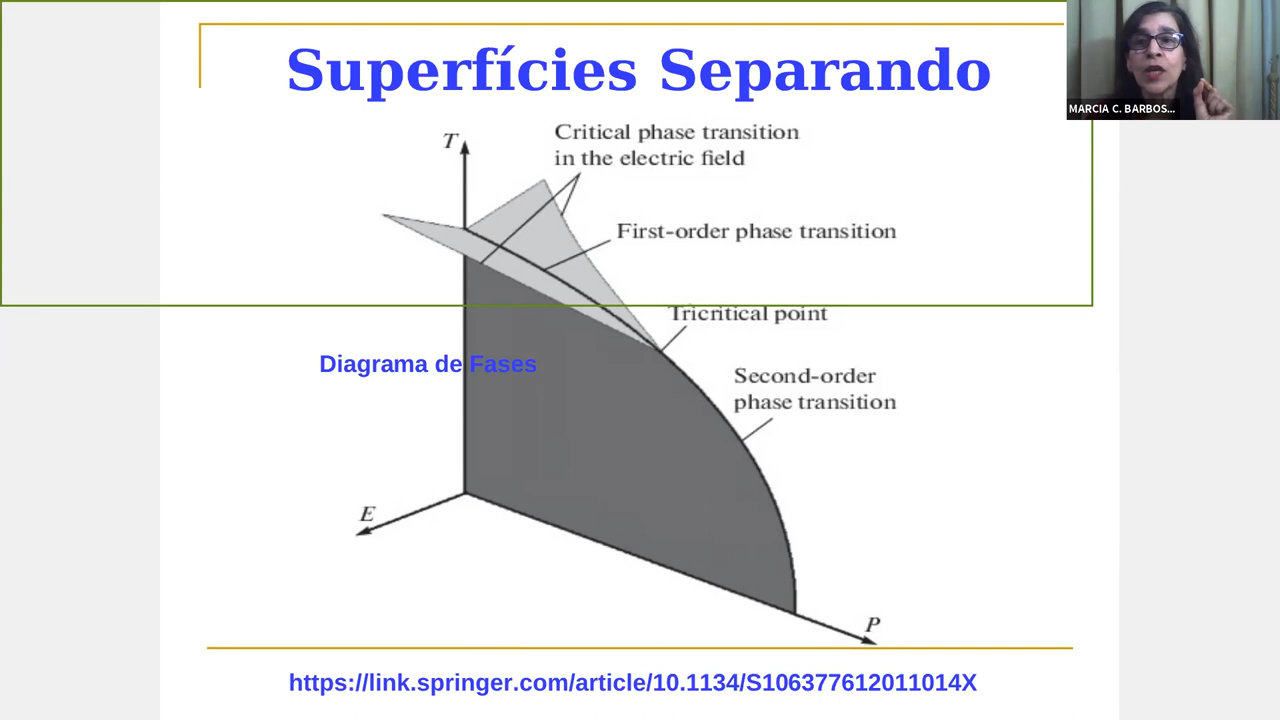 Superfícies Separando
MARCIA C. BARBOS...
T
Critical phase transition
in the electric field
First-order phase transition
Tricritical point
Diagrama de Fases
Second-order
phase transition
E
P
https://link.springer.com/article/10.1134/S106377612011014X